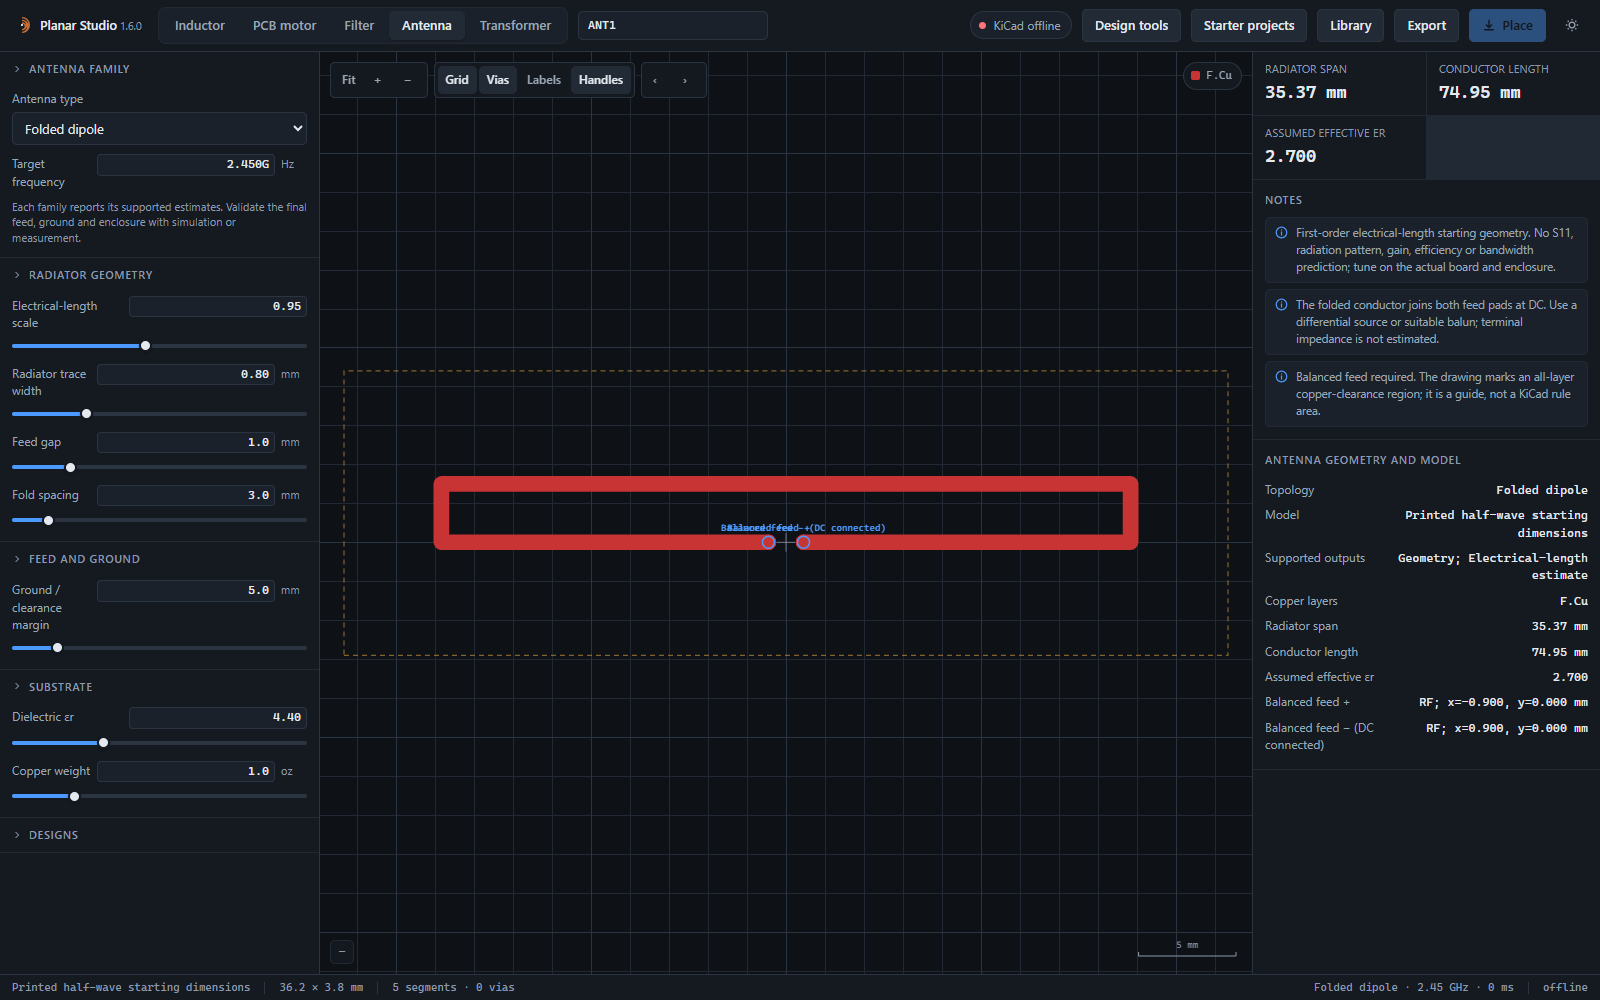 Planar Studio 1.6.0
Inductor
PCB motor
Filter
Antenna
Transformer
ANT1
KiCad offline
Design tools
Starter projects
Library
Export
Place
ANTENNA FAMILY
Antenna type
Folded dipole
Target frequency
2.450G Hz
Each family reports its supported estimates. Validate the final
feed, ground and enclosure with simulation or
measurement.
RADIATOR GEOMETRY
Electrical-length scale
0.95
Radiator trace width
0.80 mm
Feed gap
1.0 mm
Fold spacing
3.0 mm
FEED AND GROUND
Ground / clearance margin
5.0 mm
SUBSTRATE
Dielectric εr
4.40
Copper weight
1.0 oz
DESIGNS
Fit + −
Grid Vias Labels Handles
‹ ›
F.Cu
(DC connected)
−
5 mm
RADIATOR SPAN
35.37 mm
CONDUCTOR LENGTH
74.95 mm
ASSUMED EFFECTIVE ΕR
2.700
NOTES
First-order electrical-length starting geometry. No S11,
radiation pattern, gain, efficiency or bandwidth
prediction; tune on the actual board and enclosure.
The folded conductor joins both feed pads at DC. Use a
differential source or suitable balun; terminal
impedance is not estimated.
Balanced feed required. The drawing marks an all-layer
copper-clearance region; it is a guide, not a KiCad rule
area.
ANTENNA GEOMETRY AND MODEL
Topology
Folded dipole
Model
Printed half-wave starting
dimensions
Supported outputs
Geometry; Electrical-length
estimate
Copper layers
F.Cu
Radiator span
35.37 mm
Conductor length
74.95 mm
Assumed effective εr
2.700
Balanced feed +
RF; x=-0.900, y=0.000 mm
Balanced feed − (DC
connected)
RF; x=0.900, y=0.000 mm
Printed half-wave starting dimensions
36.2 × 3.8 mm
5 segments · 0 vias
Folded dipole · 2.45 GHz · 0 ms
offline